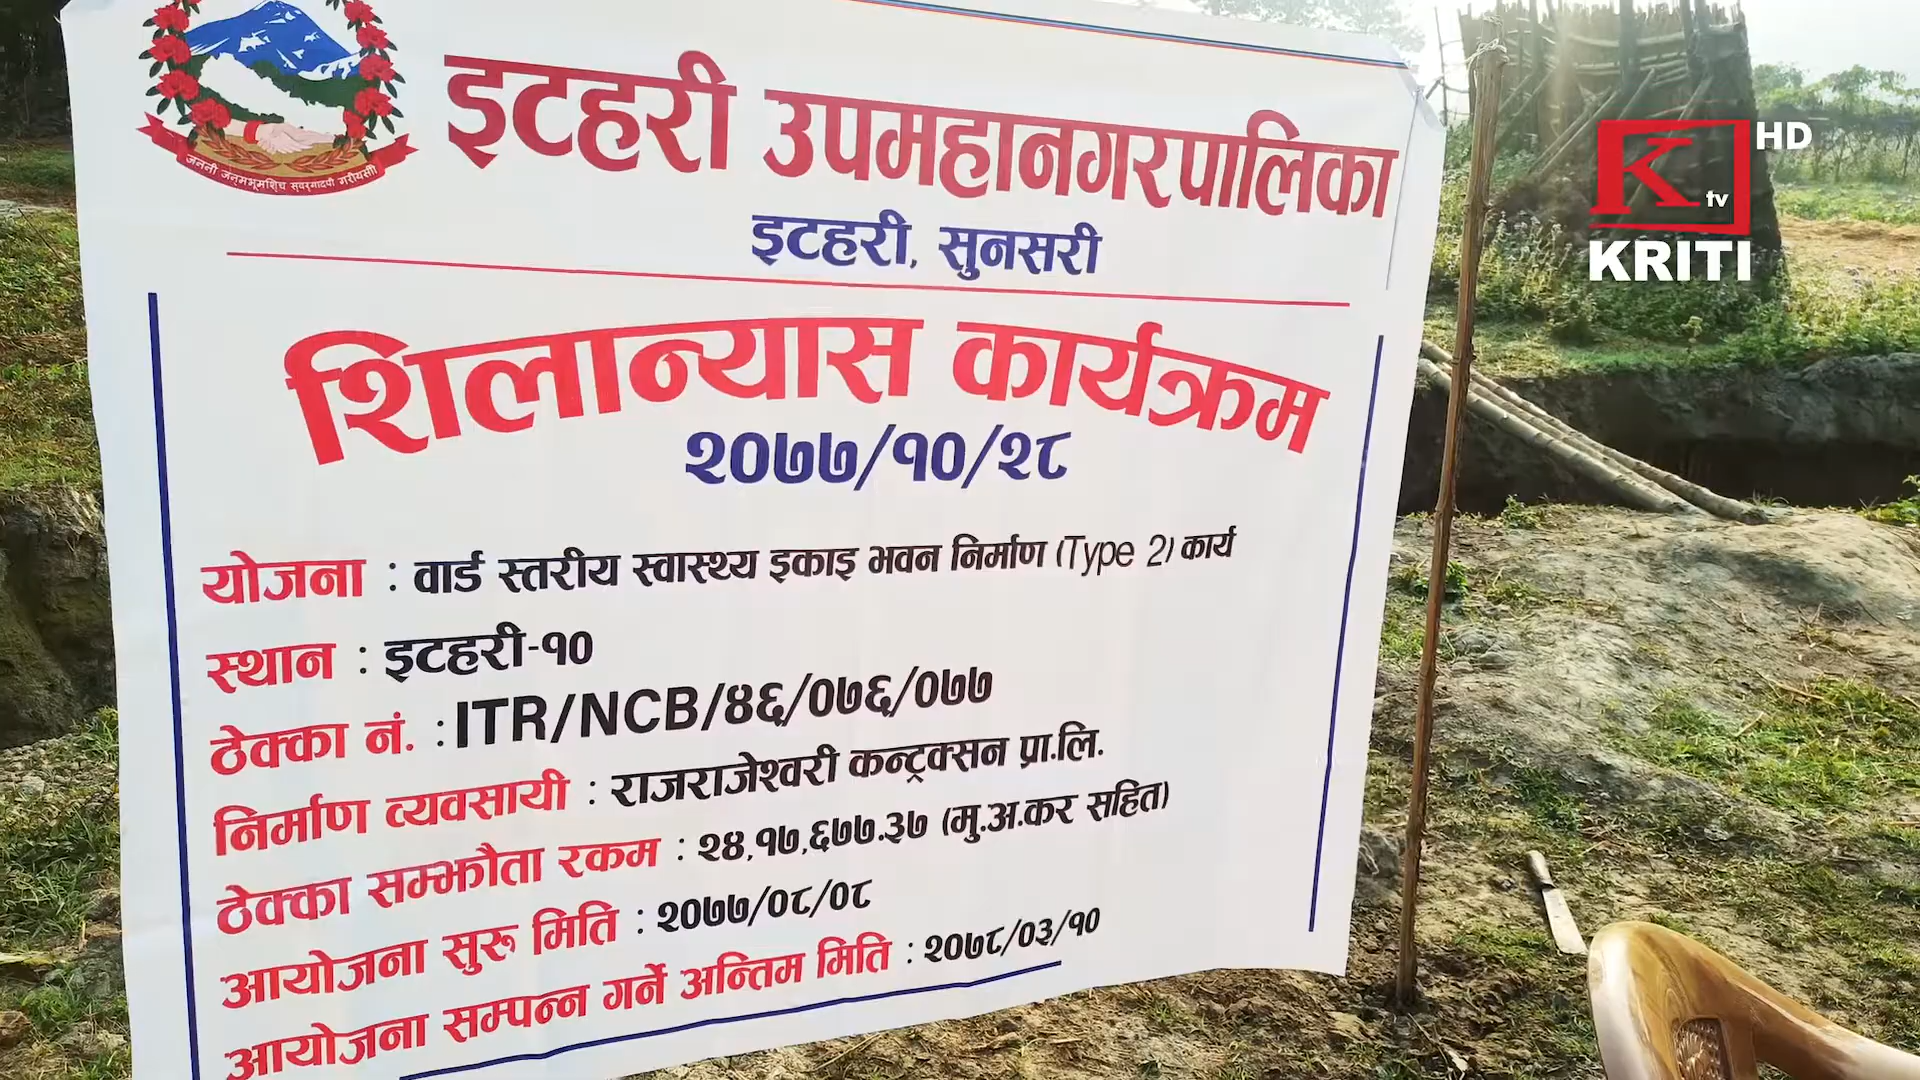 जननी जन्मभूमिश्च स्वर्गादपी गरीयसी
इटहरी उपमहानगरपालिका
इटहरी, सुनसरी
शिलान्यास कार्यक्रम
२०७७/१०/२८
योजना : वार्ड स्तरीय स्वास्थ्य इकाइ भवन निर्माण (Type 2) कार्य
स्थान : इटहरी-१०
ठेक्का नं. : ITR/NCB/४६/०७६/०७७
निर्माण व्यवसायी : राजराजेश्वरी कन्ट्रक्सन प्रा.लि.
ठेक्का सम्झौता रकम : २४,१७,६७७.३७ (मु.अ.कर सहित)
आयोजना सुरू मिति : २०७७/०८/०८
आयोजना सम्पन्न गर्ने अन्तिम मिति : २०७८/०३/१०
K tv HD
KRITI